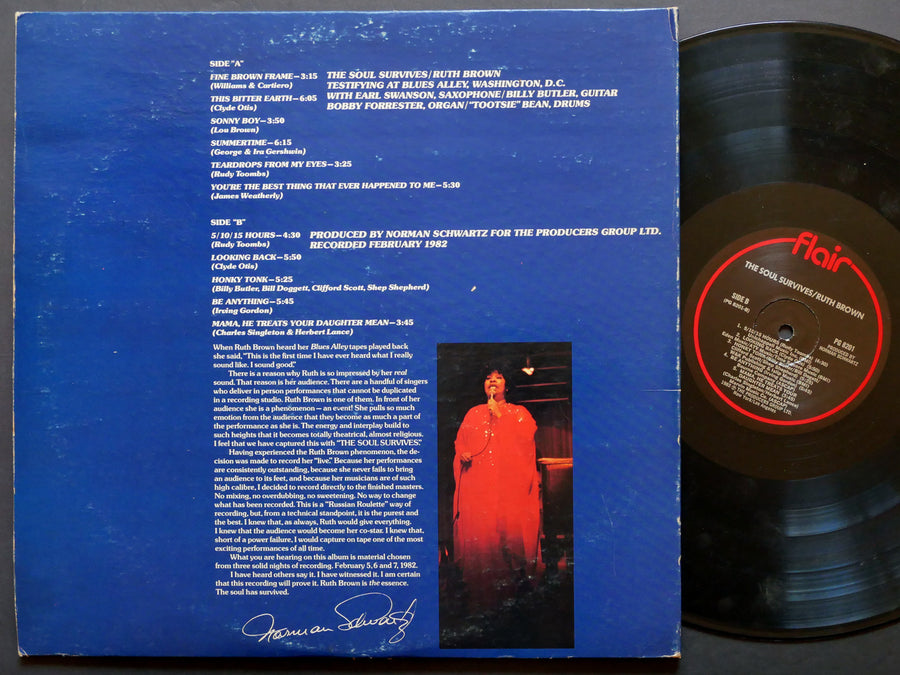 SIDE "A"
FINE BROWN FRAME—3:15
(Williams & Cartiero)
THIS BITTER EARTH—6:05
(Clyde Otis)
SONNY BOY—3:50
(Lou Brown)
SUMMERTIME—6:15
(George & Ira Gershwin)
TEARDROPS FROM MY EYES—3:25
(Rudy Toombs)
YOU'RE THE BEST THING THAT EVER HAPPENED TO ME—5:30
(James Weatherly)
THE SOUL SURVIVES/RUTH BROWN
TESTIFYING AT BLUES ALLEY, WASHINGTON, D.C.
WITH EARL SWANSON, SAXOPHONE/BILLY BUTLER, GUITAR
BOBBY FORRESTER, ORGAN/"TOOTSIE" BEAN, DRUMS
SIDE "B"
5/10/15 HOURS—4:30
(Rudy Toombs)
LOOKING BACK—5:50
(Clyde Otis)
HONKY TONK—5:25
(Billy Butler, Bill Doggett, Clifford Scott, Shep Shepherd)
BE ANYTHING—5:45
(Irving Gordon)
MAMA, HE TREATS YOUR DAUGHTER MEAN—3:45
(Charles Singleton & Herbert Lance)
PRODUCED BY NORMAN SCHWARTZ FOR THE PRODUCERS GROUP LTD.
RECORDED FEBRUARY 1982
When Ruth Brown heard her Blues Alley tapes played back
she said, "This is the first time I have ever heard what I really
sound like. I sound good."
There is a reason why Ruth is so impressed by her real
sound. That reason is her audience. There are a handful of singers
who deliver in person performances that cannot be duplicated
in a recording studio. Ruth Brown is one of them. In front of her
audience she is a phenomenon — an event! She pulls so much
emotion from the audience that they become as much a part of
the performance as she is. The energy and interplay build to
such heights that it becomes totally theatrical, almost religious.
I feel that we have captured this with "THE SOUL SURVIVES."
Having experienced the Ruth Brown phenomenon, the de-
cision was made to record her "live." Because her performances
are consistently outstanding, because she never fails to bring
an audience to its feet, and because her musicians are of such
high calibre, I decided to record directly to the finished masters.
No mixing, no overdubbing, no sweetening. No way to change
what has been recorded. This is a "Russian Roulette" way of
recording, but, from a technical standpoint, it is the purest and
the best. I knew that, as always, Ruth would give everything.
I knew that the audience would become her co-star. I knew that,
short of a power failure, I would capture on tape one of the most
exciting performances of all time.
What you are hearing on this album is material chosen
from three solid nights of recording. February 5, 6 and 7, 1982.
I have heard others say it. I have witnessed it. I am certain
that this recording will prove it. Ruth Brown is the essence.
The soul has survived.
Norman Schwartz
flair
THE SOUL SURVIVES/RUTH BROWN
SIDE B
(PG 8201-B)
PG 8201
PRODUCED BY
NORMAN SCHWARTZ
1. 5/10/15 HOURS